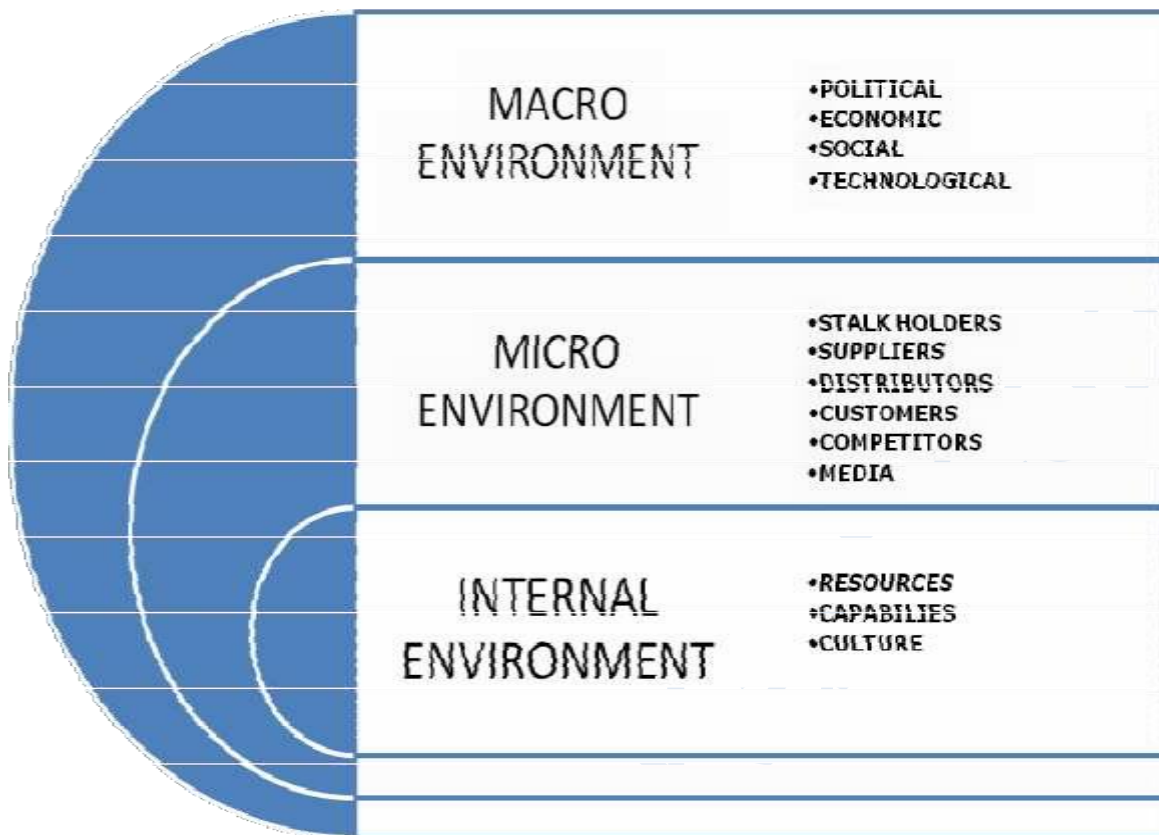 MACRO
ENVIRONMENT
•POLITICAL
•ECONOMIC
•SOCIAL
•TECHNOLOGICAL
MICRO
ENVIRONMENT
•STALK HOLDERS
•SUPPLIERS
•DISTRIBUTORS
•CUSTOMERS
•COMPETITORS
•MEDIA
INTERNAL
ENVIRONMENT
•RESOURCES
•CAPABILIES
•CULTURE